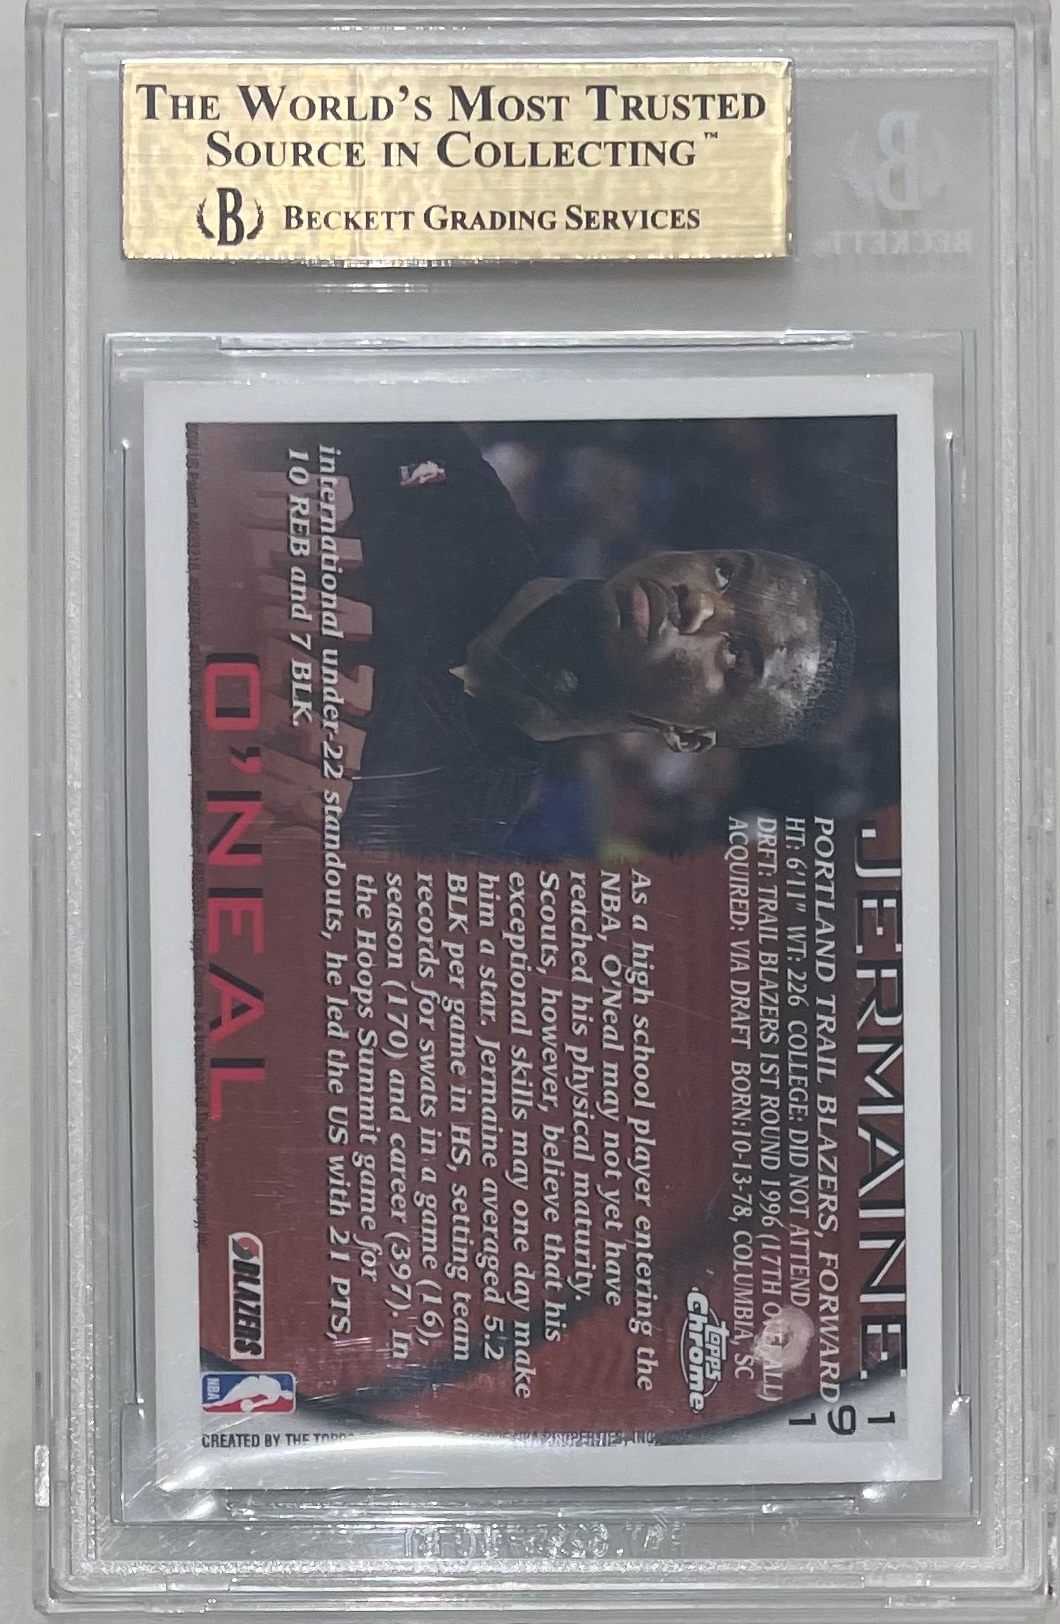 THE WORLD'S MOST TRUSTED
SOURCE IN COLLECTING™
BECKETT GRADING SERVICES
B
BECKETT
JERMAINE
191
PORTLAND TRAIL BLAZERS, FORWARD
HT: 6'11" WT: 226 COLLEGE: DID NOT ATTEND
DRFT: TRAIL BLAZERS 1ST ROUND 1996 (17TH
ACQUIRED: VIA DRAFT BORN:10-13-78, COLUMBIA, SC
Topps
Chrome
As a high school player entering the
NBA, O'Neal may not yet have
reached his physical maturity.
Scouts, however, believe that his
exceptional skills may one day make
him a star. Jermaine averaged 5.2
BLK per game in HS, setting team
records for swats in a game (16),
season (170) and career (397). In
the Hoops Summit game for
international under-22 standouts, he led the US with 21 PTS,
10 REB and 7 BLK.
O'NEAL
BLAZERS
NBA
CREATED BY THE TOPPS